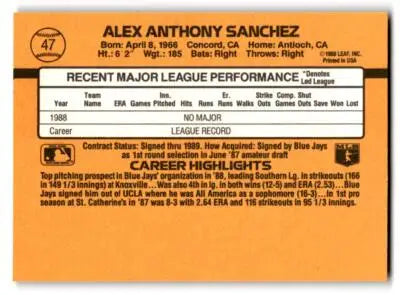 47
ALEX ANTHONY SANCHEZ
Born: April 8, 1966 Concord, CA Home: Antioch, CA
Ht.: 6' 2" Wgt.: 185 Bats: Right Throws: Right
©1988 LEAF, INC.
Printed in USA
RECENT MAJOR LEAGUE PERFORMANCE *Denotes Led League
Team Inn. Er. Strike Comp. Shut
Year Name ERA Games Pitched Hits Runs Runs Walks Outs Games Outs Save Won Lost
1988 NO MAJOR
Career LEAGUE RECORD
Contract Status: Signed thru 1989. How Acquired: Signed by Blue Jays
as 1st round selection in June '87 amateur draft
CAREER HIGHLIGHTS
Top pitching prospect in Blue Jays' organization in '88, leading Southern Lg. in strikeouts (166
in 149 1/3 innings) at Knoxville...Was also 4th in lg. in both wins (12-5) and ERA (2.53)...Blue
Jays signed him out of UCLA where he was All America as a sophomore (16-3)...In 1st pro
season at St. Catherine's in '87 was 8-3 with 2.64 ERA and 116 strikeouts in 95 1/3 innings.